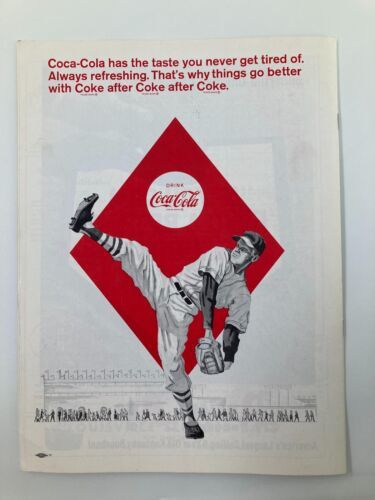 Coca-Cola has the taste you never get tired of.
Always refreshing. That's why things go better
with Coke after Coke after Coke.
DRINK
Coca-Cola